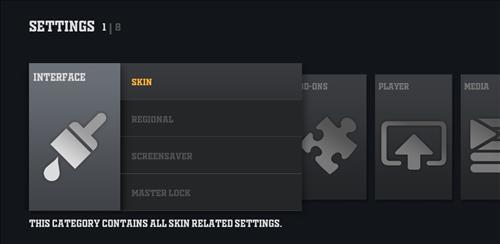 SETTINGS 1 | 8
INTERFACE
SKIN
REGIONAL
SCREENSAVER
MASTER LOCK
PLAYER
MEDIA
THIS CATEGORY CONTAINS ALL SKIN RELATED SETTINGS.